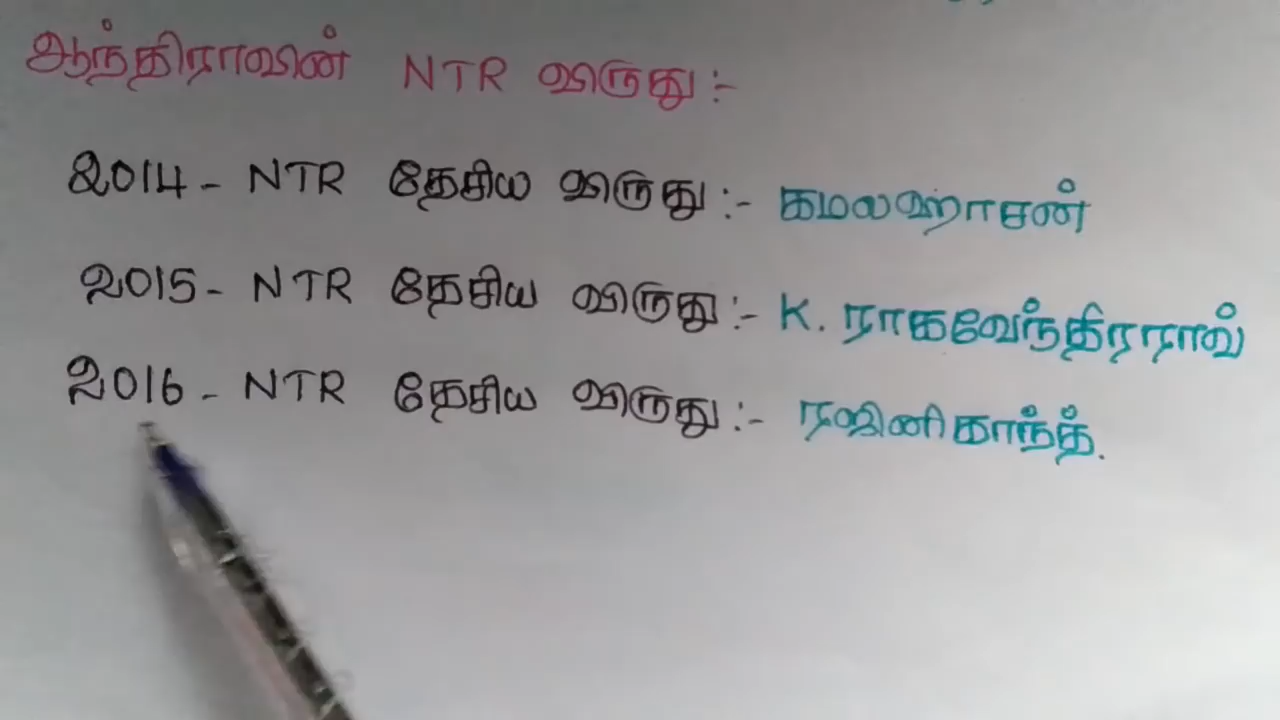 ஆந்திராவின் NTR விருது :-
2014 - NTR தேசிய விருது :- கமலஹாசன்
2015 - NTR தேசிய விருது :- K. ராகவேந்திரராவ்
2016 - NTR தேசிய விருது :- ரஜினிகாந்த்.